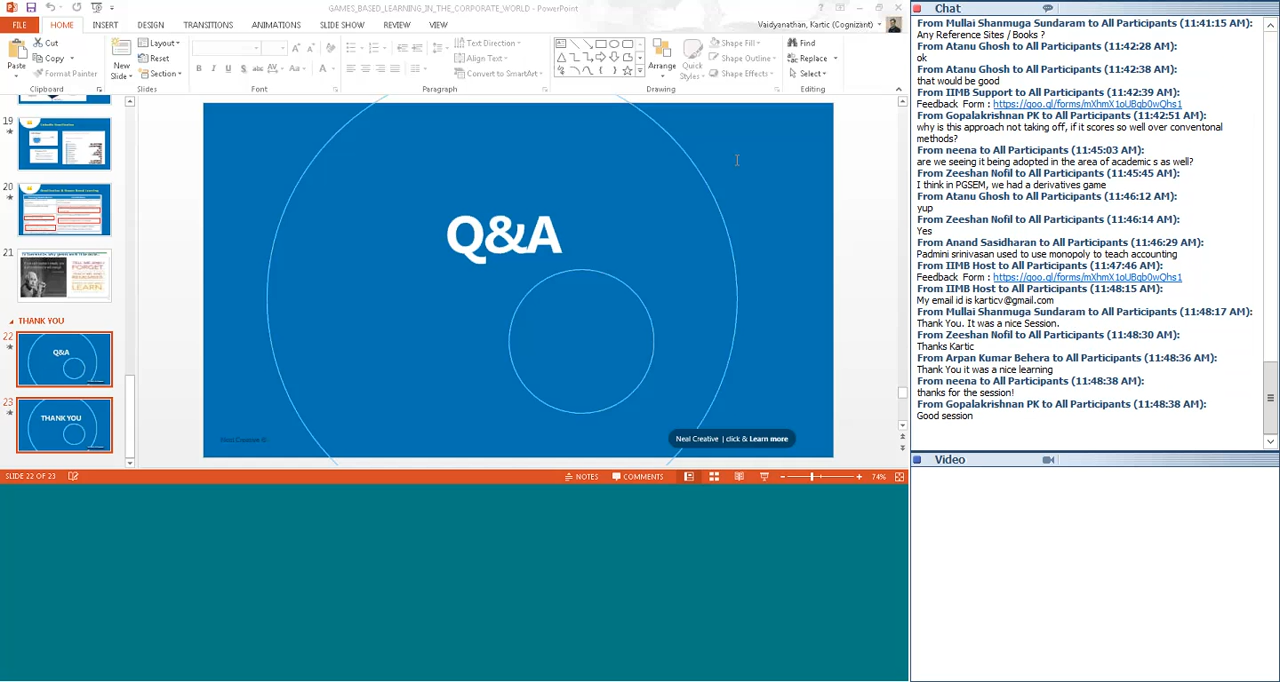 GAMES_BASED_LEARNING_IN_THE_CORPORATE_WORLD - PowerPoint
FILE HOME INSERT DESIGN TRANSITIONS ANIMATIONS SLIDE SHOW REVIEW VIEW
Vaidyanathan, Kartic (Cognizant)
Paste
Cut
Copy
Format Painter
Clipboard
New
Slide
Layout
Reset
Section
Slides
B I U S abc AV Aa A
Font
Text Direction
Align Text
Convert to SmartArt
Paragraph
Arrange
Quick
Styles
Shape Fill
Shape Outline
Shape Effects
Drawing
Find
Replace
Select
Editing
19
20
21
FORGET
LEARN.
THANK YOU
22
Q&A
23
THANK YOU
Q&A
Neal Creative ©
Neal Creative | click & Learn more
SLIDE 22 OF 23
NOTES
COMMENTS
74%
Chat
From Mullai Shanmuga Sundaram to All Participants (11:41:15 AM):
Any Reference Sites / Books ?
From Atanu Ghosh to All Participants (11:42:28 AM):
ok
From Atanu Ghosh to All Participants (11:42:38 AM):
that would be good
From IIMB Support to All Participants (11:42:39 AM):
Feedback Form : https://goo.gl/forms/mXhmX1oUBqb0wQhs1
From Gopalakrishnan PK to All Participants (11:42:51 AM):
why is this approach not taking off, if it scores so well over conventonal
methods?
From neena to All Participants (11:45:03 AM):
are we seeing it being adopted in the area of academic s as well?
From Zeeshan Nofil to All Participants (11:45:45 AM):
I think in PGSEM, we had a derivatives game
From Atanu Ghosh to All Participants (11:46:12 AM):
yup
From Zeeshan Nofil to All Participants (11:46:14 AM):
Yes
From Anand Sasidharan to All Participants (11:46:29 AM):
Padmini srinivasan used to use monopoly to teach accounting
From IIMB Host to All Participants (11:47:46 AM):
Feedback Form : https://goo.gl/forms/mXhmX1oUBqb0wQhs1
From IIMB Host to All Participants (11:48:15 AM):
My email id is karticv@gmail.com
From Mullai Shanmuga Sundaram to All Participants (11:48:17 AM):
Thank You. It was a nice Session.
From Zeeshan Nofil to All Participants (11:48:30 AM):
Thanks Kartic
From Arpan Kumar Behera to All Participants (11:48:36 AM):
Thank You it was a nice learning
From neena to All Participants (11:48:38 AM):
thanks for the session!
From Gopalakrishnan PK to All Participants (11:48:38 AM):
Good session
Video